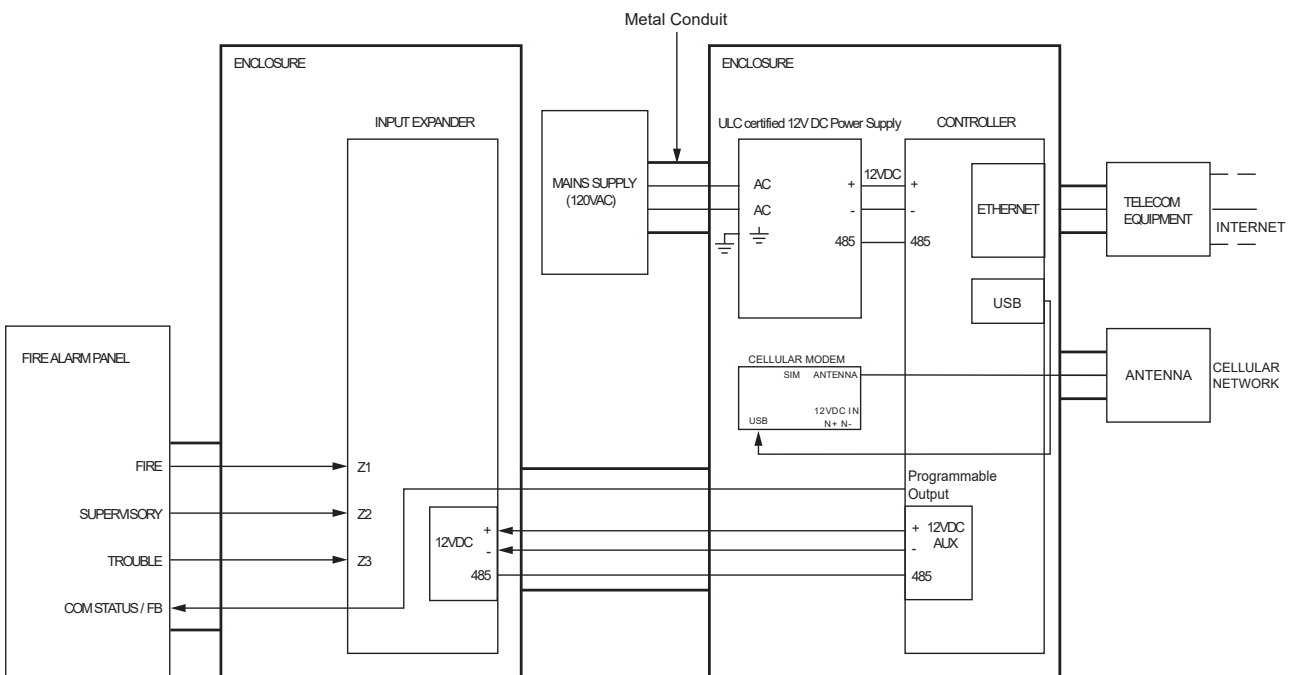 Metal Conduit
ENCLOSURE
ENCLOSURE
INPUT EXPANDER
ULC certified 12V DC Power Supply
CONTROLLER
MAINS SUPPLY
(120VAC)
AC
AC
+
-
485
12VDC
+
-
485
ETHERNET
USB
TELECOM
EQUIPMENT
INTERNET
FIRE ALARM PANEL
CELLULAR MODEM
SIM ANTENNA
12VDC IN
USB
N+ N-
ANTENNA
CELLULAR
NETWORK
FIRE
Z1
SUPERVISORY
Z2
TROUBLE
Z3
COM STATUS / FB
12VDC
+
-
485
Programmable
Output
+ 12VDC
- AUX
485